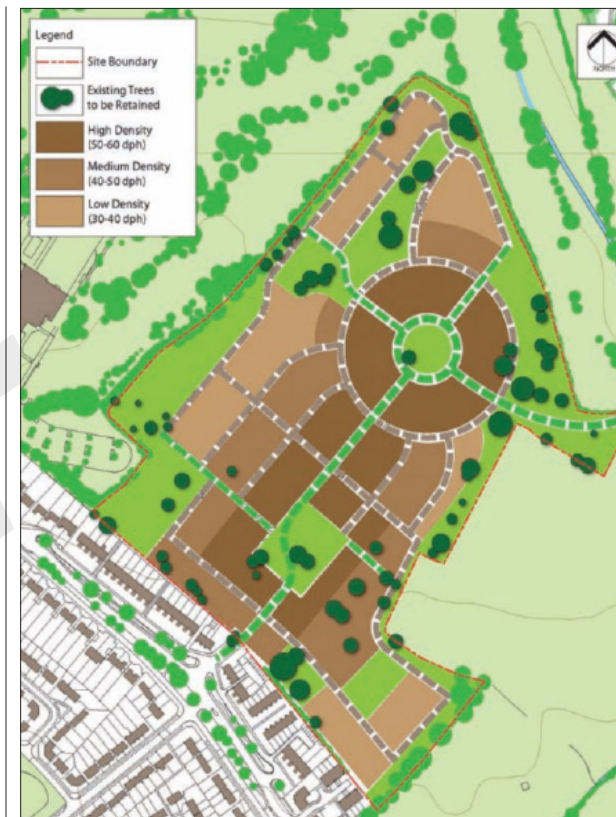 Legend
Site Boundary
Existing Trees
to be Retained
High Density
(50-60 dph)
Medium Density
(40-50 dph)
Low Density
(30-40 dph)
NORTH